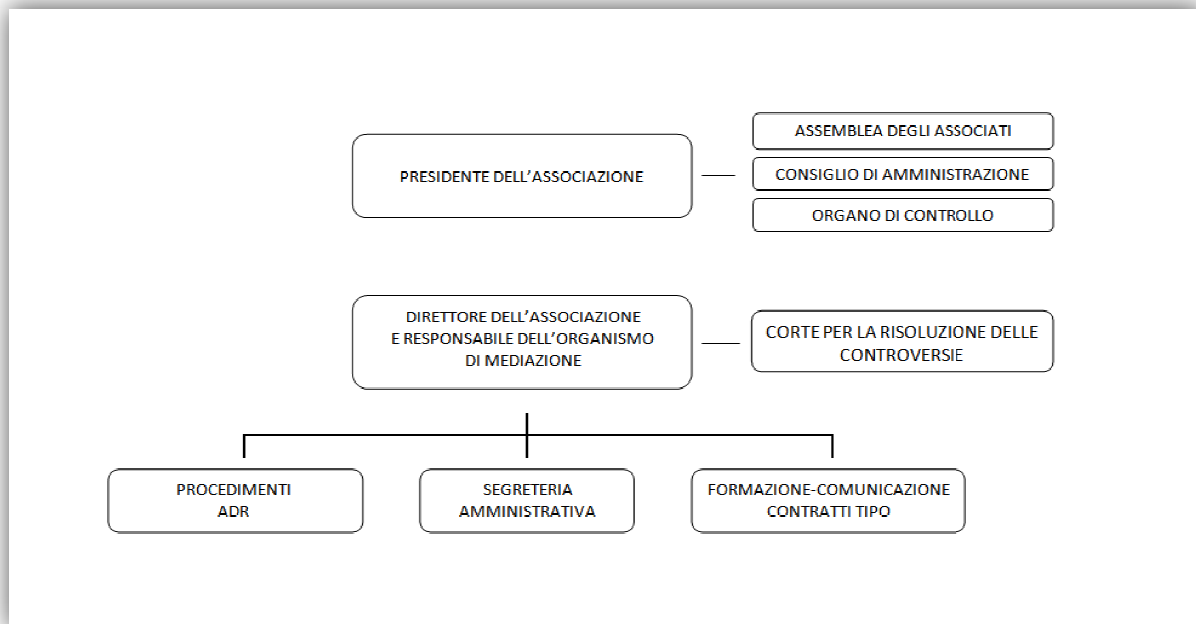 ASSEMBLEA DEGLI ASSOCIATI
PRESIDENTE DELL’ASSOCIAZIONE
CONSIGLIO DI AMMINISTRAZIONE
ORGANO DI CONTROLLO
DIRETTORE DELL’ASSOCIAZIONE
E RESPONSABILE DELL’ORGANISMO
DI MEDIAZIONE
CORTE PER LA RISOLUZIONE DELLE
CONTROVERSIE
PROCEDIMENTI
ADR
SEGRETERIA
AMMINISTRATIVA
FORMAZIONE-COMUNICAZIONE
CONTRATTI TIPO